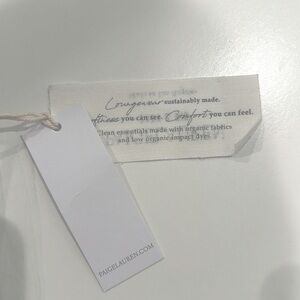 Loungewear sustainably made.
you can see. Comfort you can feel.
Clean essentials made with organic fabrics
and low organic impact dyes.
PAIGELAUREN.COM